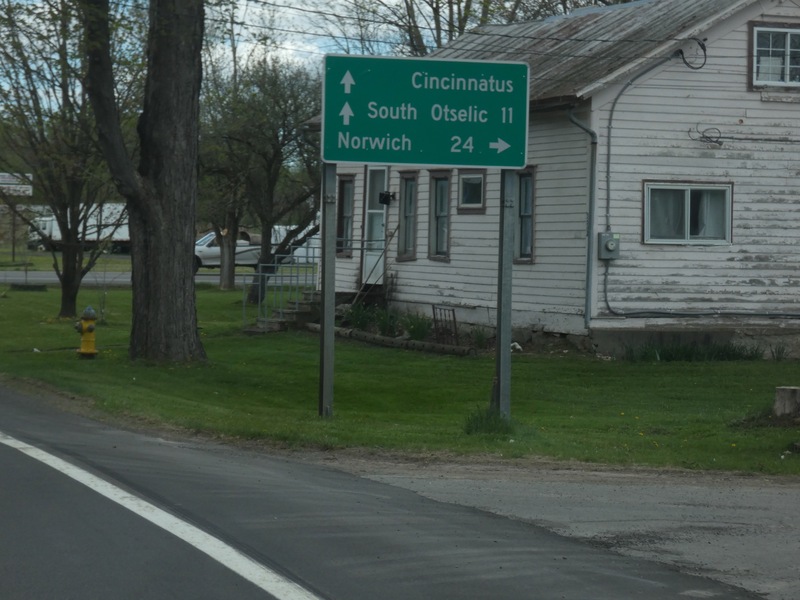 Cincinnatus
South Otselic 11
Norwich 24